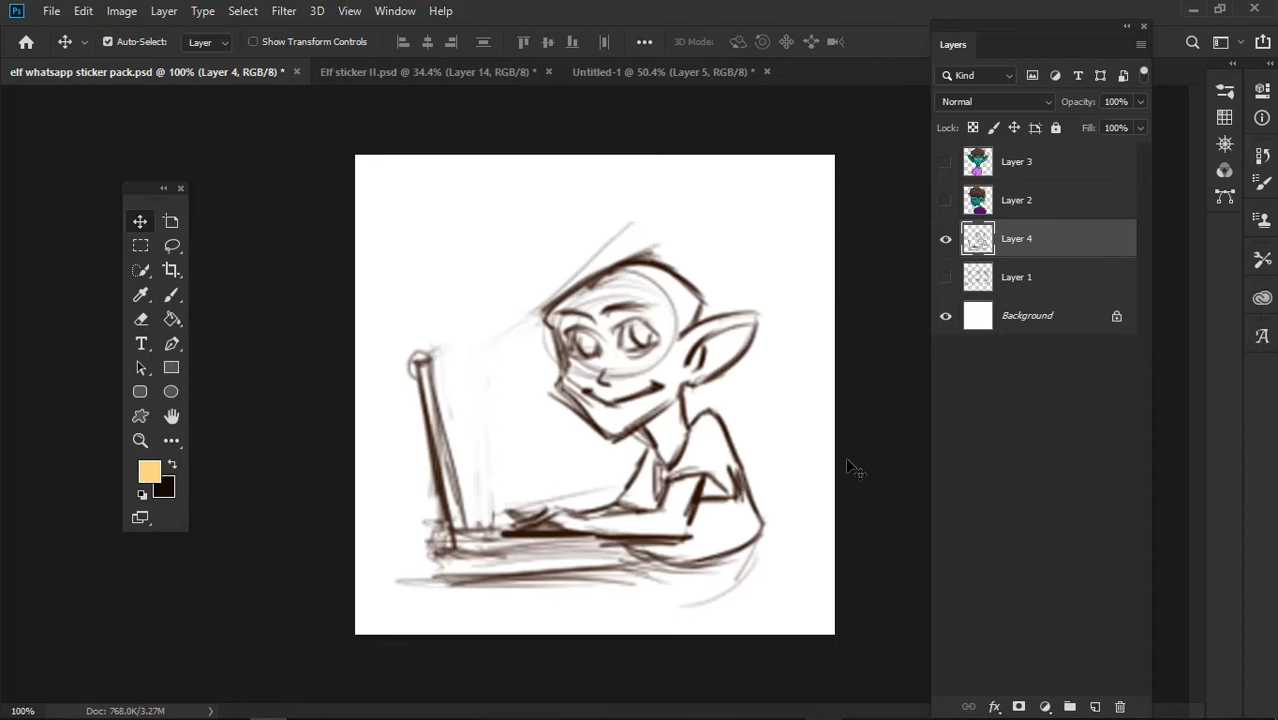 Ps File Edit Image Layer Type Select Filter 3D View Window Help
Auto-Select: Layer Show Transform Controls 3D Mode:
elf whatsapp sticker pack.psd @ 100% (Layer 4, RGB/8) * × Elf sticker II.psd @ 34.4% (Layer 14, RGB/8) * × Untitled-1 @ 50.4% (Layer 5, RGB/8) * ×
Layers
Kind
Normal Opacity: 100%
Lock: Fill: 100%
Layer 3
Layer 2
Layer 4
Layer 1
Background
100% Doc: 768.0K/3.27M